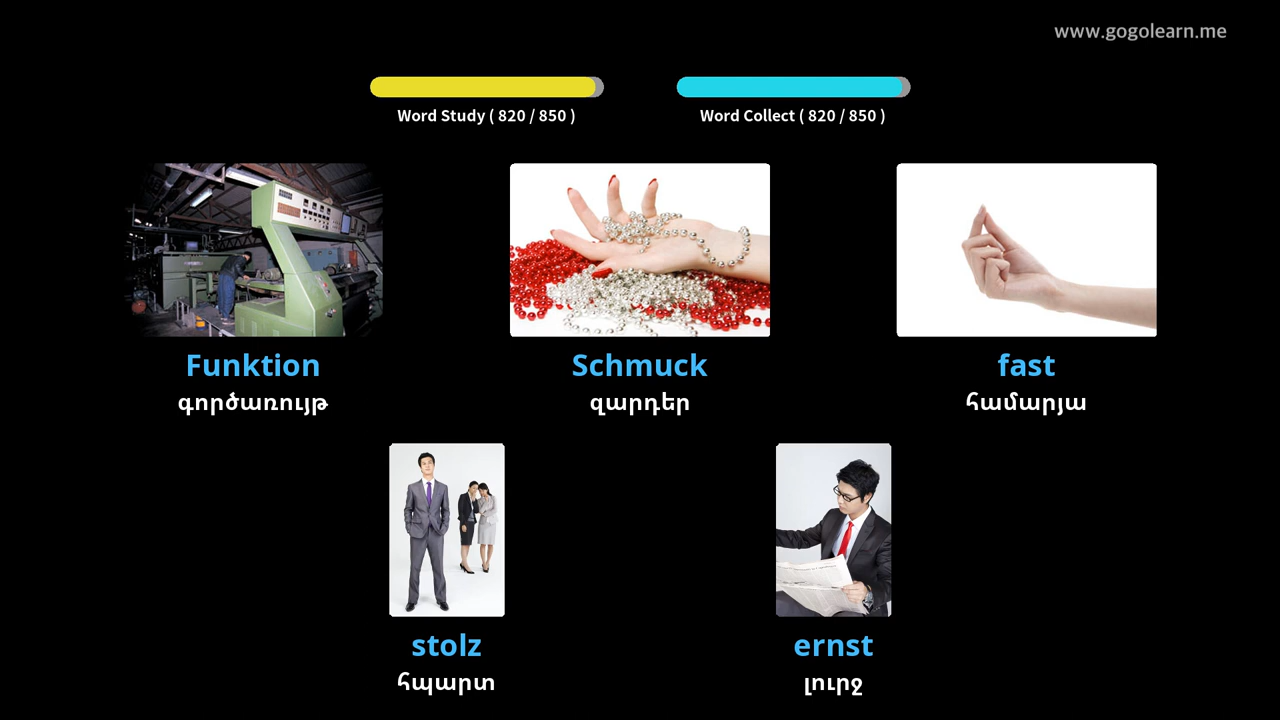 www.gogolearn.me
Word Study ( 820 / 850 )
Word Collect ( 820 / 850 )
Funktion
գործառույթ
Schmuck
զարդեր
fast
համարյա
stolz
հպարտ
ernst
լուրջ